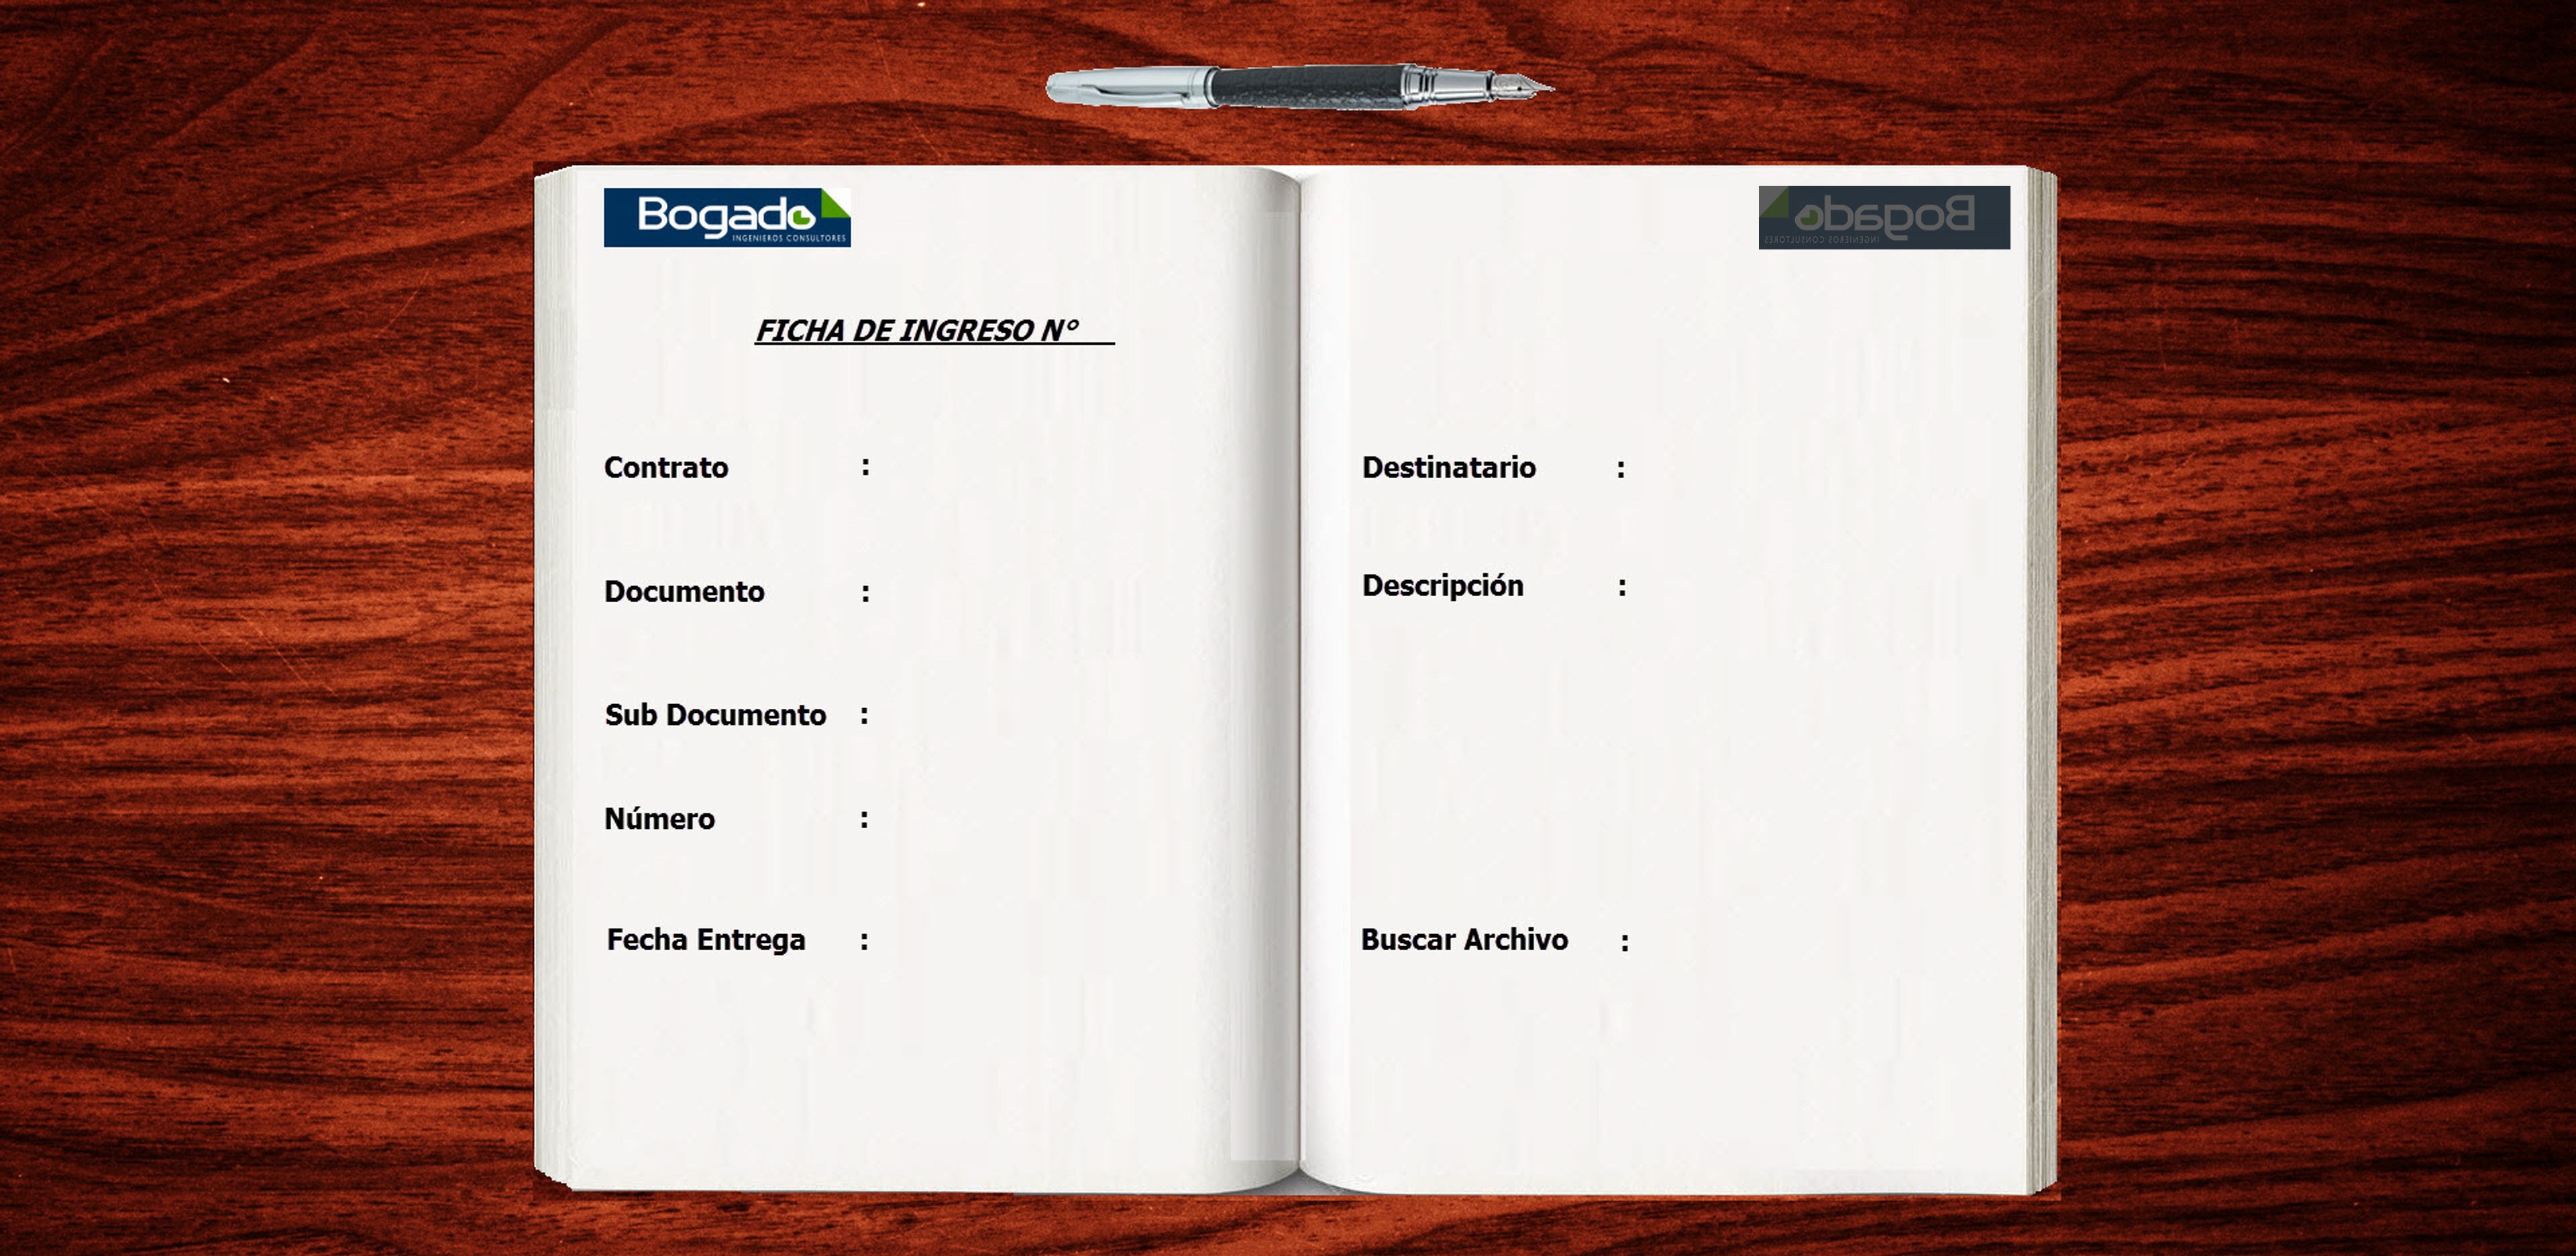 Bogado
INGENIEROS CONSULTORES
FICHA DE INGRESO N°
Contrato :
Documento :
Sub Documento :
Número :
Fecha Entrega :
Bogado
INGENIEROS CONSULTORES
Destinatario :
Descripción :
Buscar Archivo :